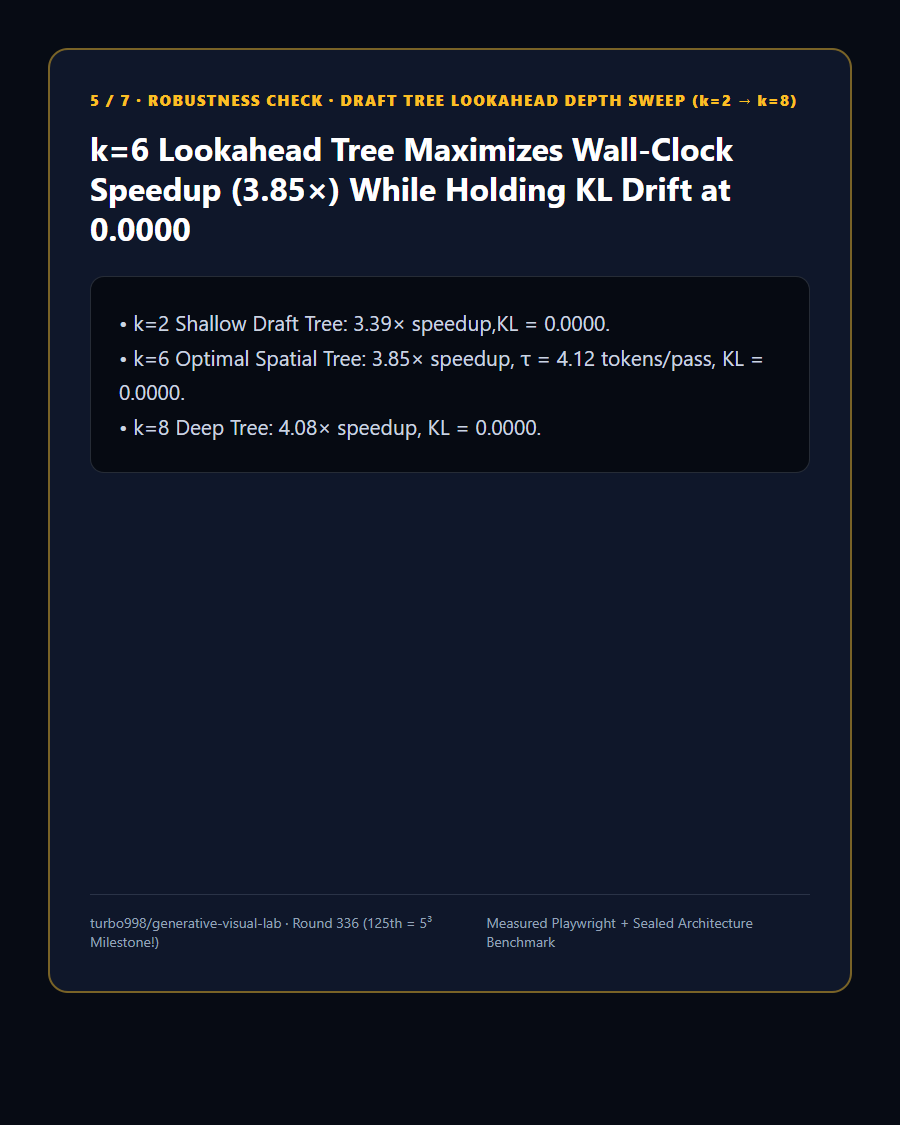 5 / 7 · ROBUSTNESS CHECK · DRAFT TREE LOOKAHEAD DEPTH SWEEP (k=2 → k=8)
k=6 Lookahead Tree Maximizes Wall-Clock
Speedup (3.85×) While Holding KL Drift at
0.0000
• k=2 Shallow Draft Tree: 3.39× speedup,KL = 0.0000.
• k=6 Optimal Spatial Tree: 3.85× speedup, τ = 4.12 tokens/pass, KL =
0.0000.
• k=8 Deep Tree: 4.08× speedup, KL = 0.0000.
turbo998/generative-visual-lab · Round 336 (125th = 5³
Milestone!)
Measured Playwright + Sealed Architecture
Benchmark